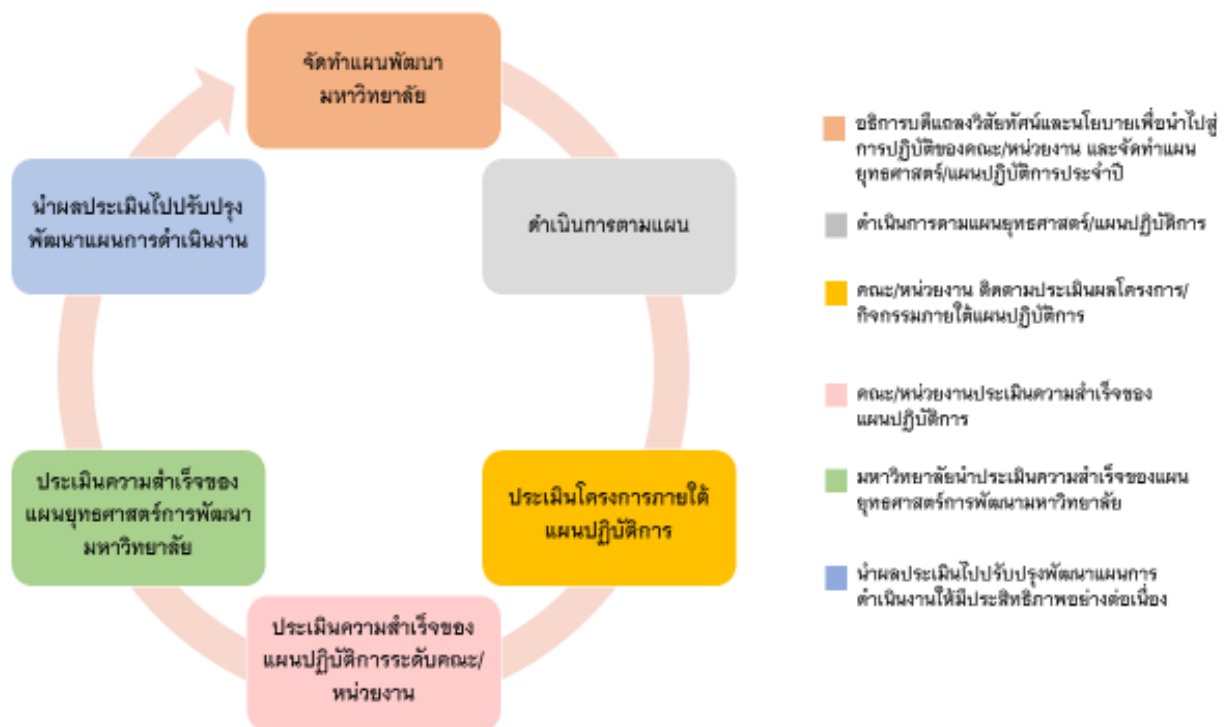 จัดทำแผนพัฒนา
มหาวิทยาลัย
ดำเนินการตามแผน
ประเมินโครงการภายใต้
แผนปฏิบัติการ
ประเมินความสำเร็จของ
แผนปฏิบัติการระดับคณะ/
หน่วยงาน
ประเมินความสำเร็จของ
แผนยุทธศาสตร์การพัฒนา
มหาวิทยาลัย
นำผลประเมินไปปรับปรุง
พัฒนาแผนการดำเนินงาน
อธิการบดีแถลงวิสัยทัศน์และนโยบายเพื่อนำไปสู่
การปฏิบัติของคณะ/หน่วยงาน และจัดทำแผน
ยุทธศาสตร์/แผนปฏิบัติการประจำปี
ดำเนินการตามแผนยุทธศาสตร์/แผนปฏิบัติการ
คณะ/หน่วยงาน ติดตามประเมินผลโครงการ/
กิจกรรมภายใต้แผนปฏิบัติการ
คณะ/หน่วยงานประเมินความสำเร็จของ
แผนปฏิบัติการ
มหาวิทยาลัยนำประเมินความสำเร็จของแผน
ยุทธศาสตร์การพัฒนามหาวิทยาลัย
นำผลประเมินไปปรับปรุงพัฒนาแผนการ
ดำเนินงานให้มีประสิทธิภาพอย่างต่อเนื่อง